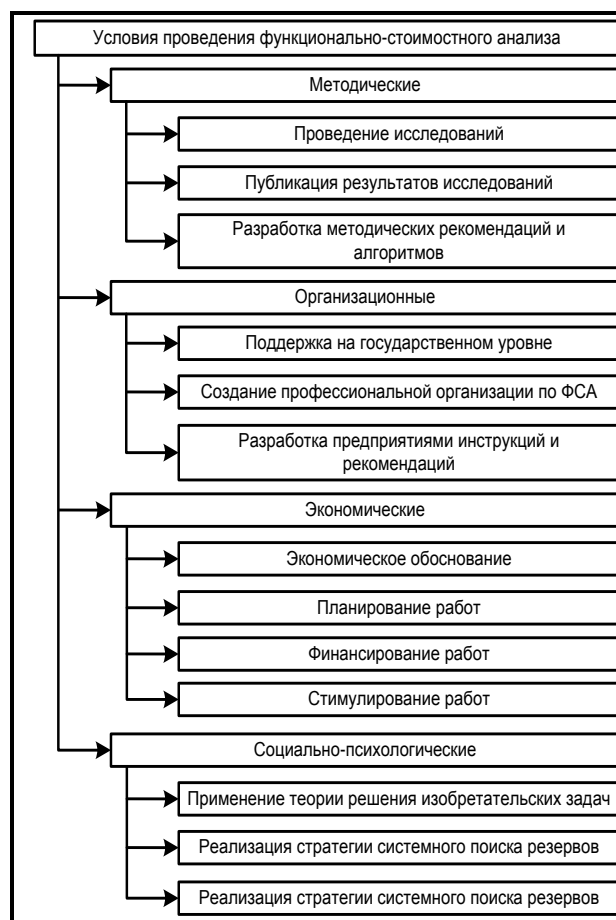 Условия проведения функционально-стоимостного анализа
Методические
Проведение исследований
Публикация результатов исследований
Разработка методических рекомендаций и
алгоритмов
Организационные
Поддержка на государственном уровне
Создание профессиональной организации по ФСА
Разработка предприятиями инструкций и
рекомендаций
Экономические
Экономическое обоснование
Планирование работ
Финансирование работ
Стимулирование работ
Социально-психологические
Применение теории решения изобретательских задач
Реализация стратегии системного поиска резервов
Реализация стратегии системного поиска резервов